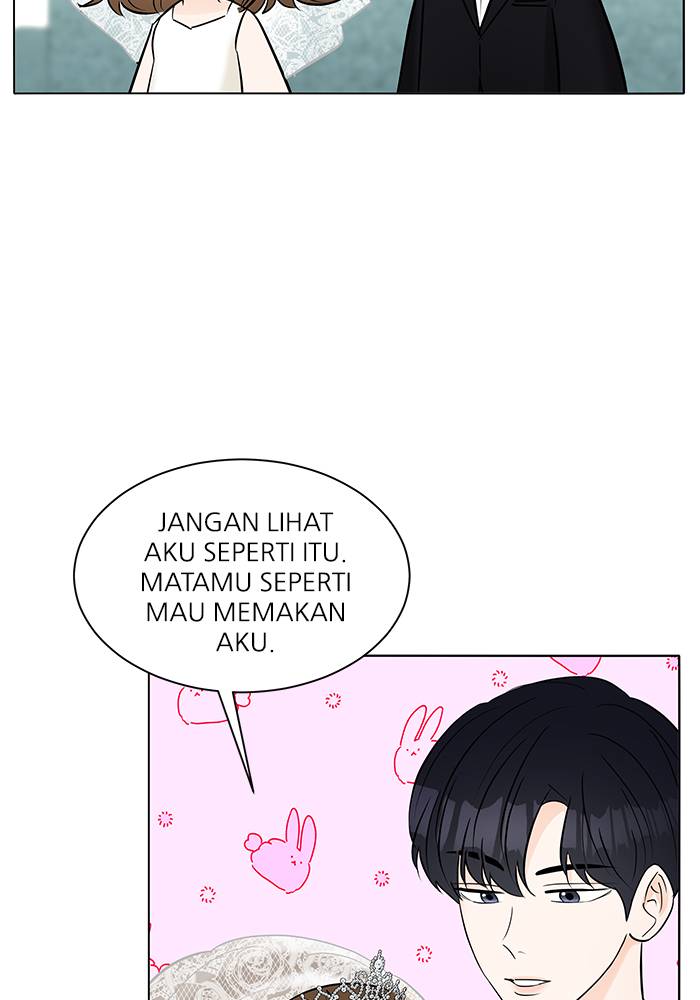 JANGAN LIHAT
AKU SEPERTI ITU.
MATAMU SEPERTI
MAU MEMAKAN
AKU.